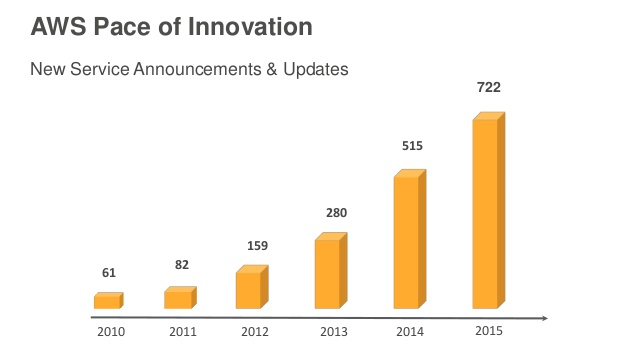 AWS Pace of Innovation
New Service Announcements & Updates
722
515
280
159
82
61
2010 2011 2012 2013 2014 2015